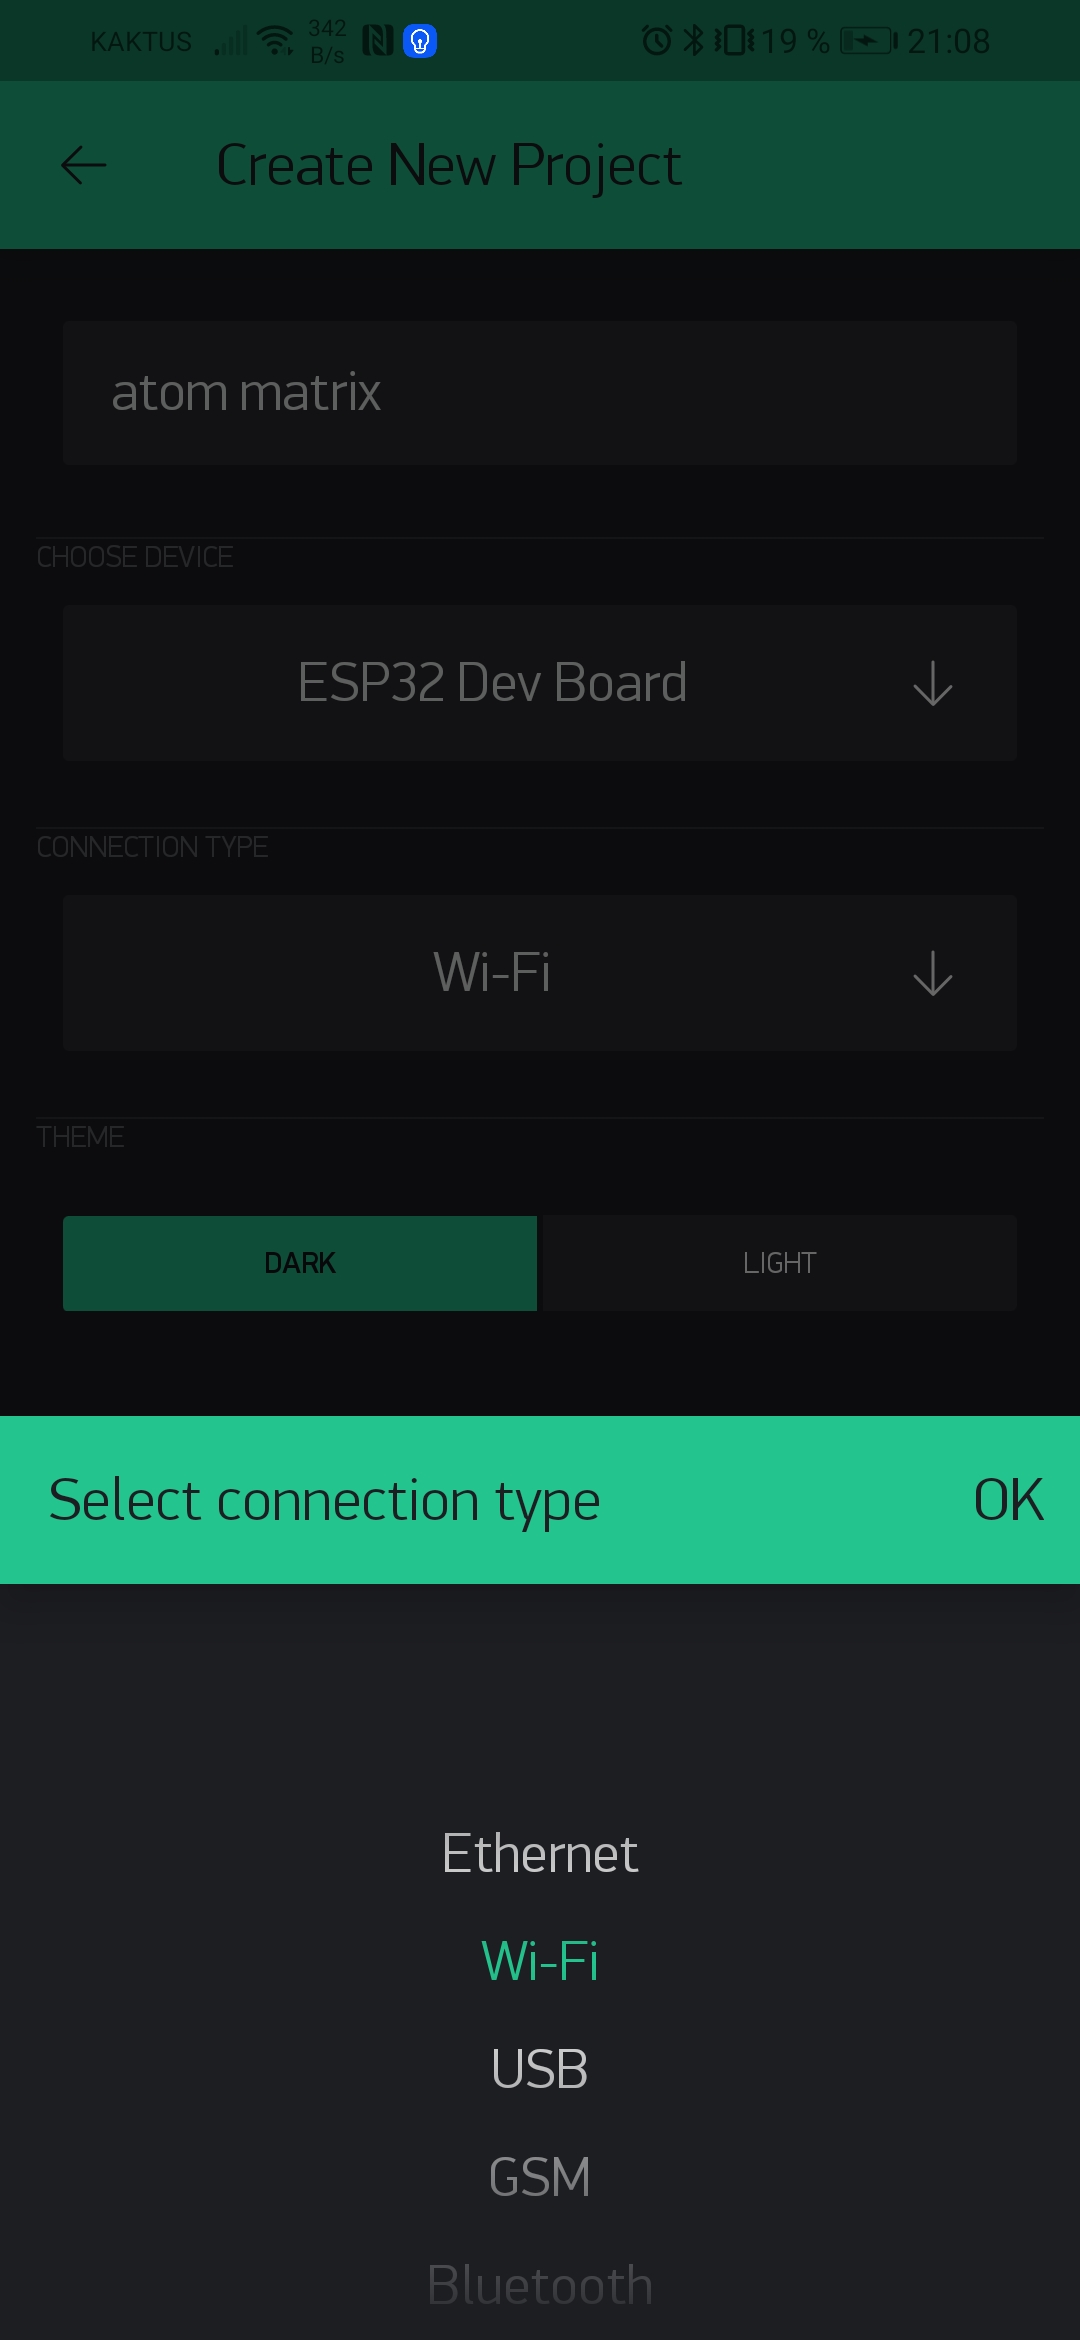 KAKTUS 342 B/s 19 % 21:08
Create New Project
atom matrix
CHOOSE DEVICE
ESP32 Dev Board
CONNECTION TYPE
Wi-Fi
THEME
DARK LIGHT
Select connection type OK
Ethernet
Wi-Fi
USB
GSM
Bluetooth